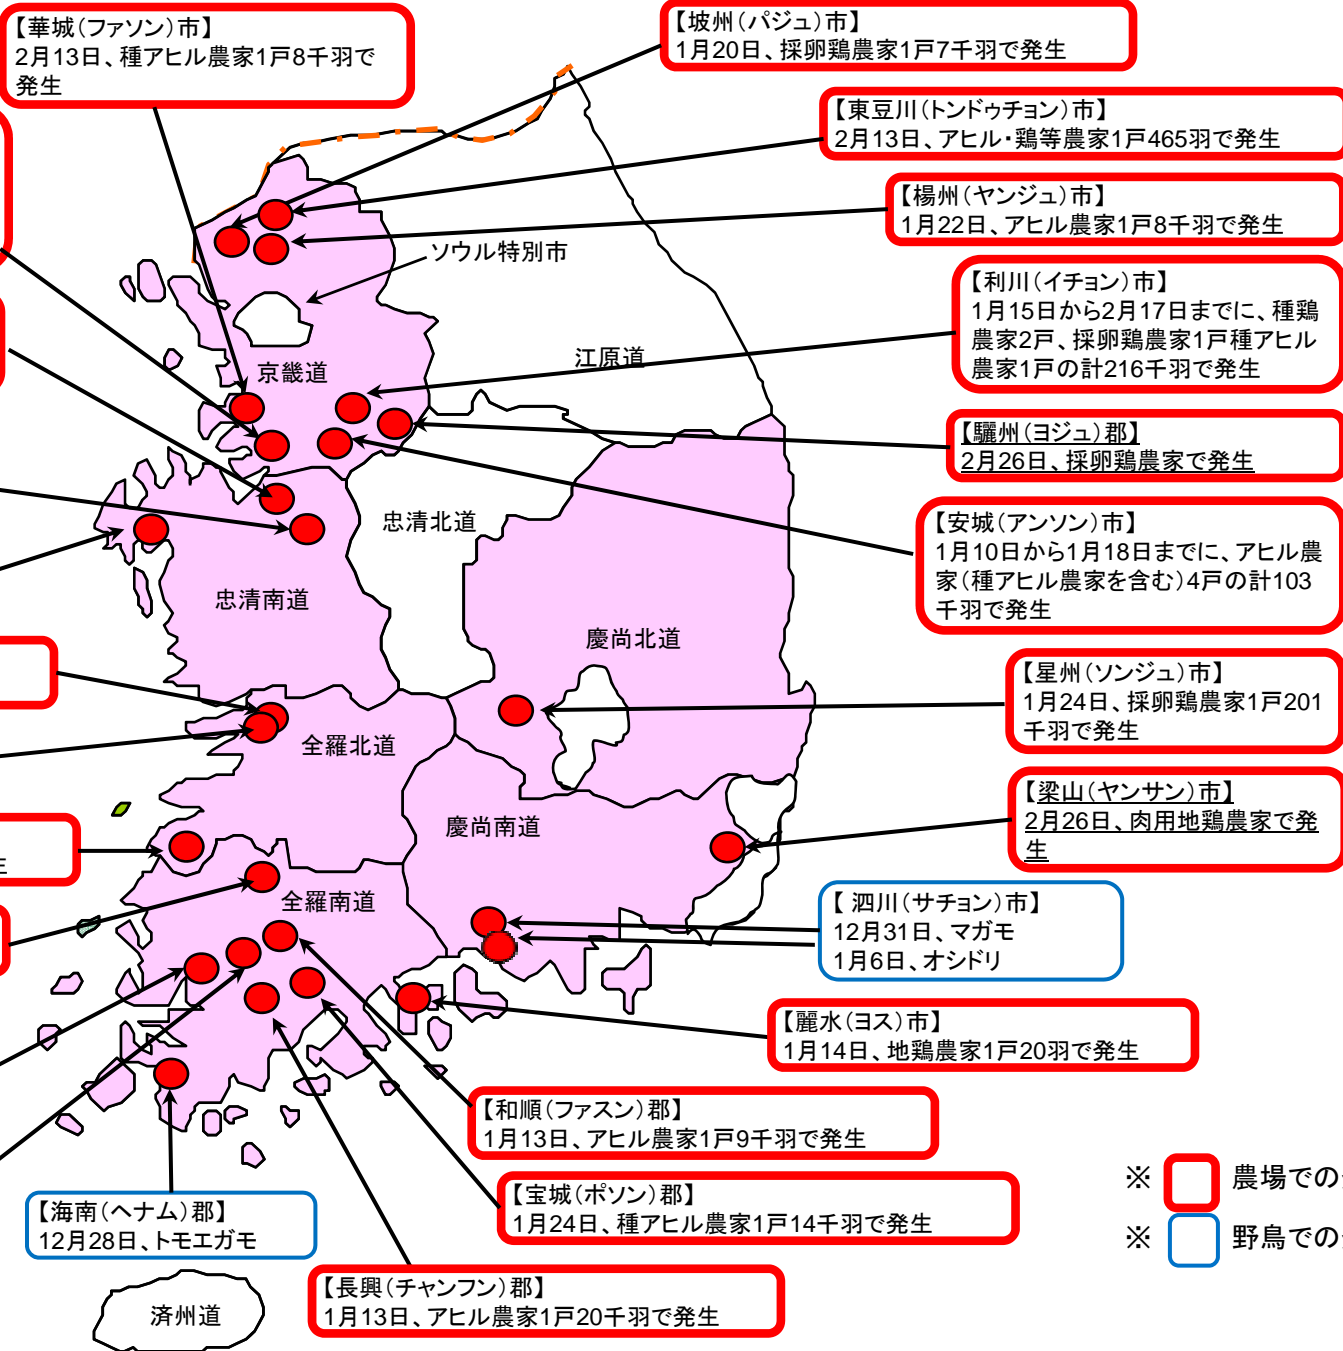 【華城(ファソン)市】
2月13日、種アヒル農家1戸8千羽で
発生
【坡州(パジュ)市】
1月20日、採卵鶏農家1戸7千羽で発生
【東豆川(トンドゥチョン)市】
2月13日、アヒル・鶏等農家1戸465羽で発生
【楊州(ヤンジュ)市】
1月22日、アヒル農家1戸8千羽で発生
ソウル特別市
【利川(イチョン)市】
1月15日から2月17日までに、種鶏
農家2戸、採卵鶏農家1戸種アヒル
農家1戸の計216千羽で発生
江原道
京畿道
【驪州(ヨジュ)郡】
2月26日、採卵鶏農家で発生
忠清北道
【安城(アンソン)市】
1月10日から1月18日までに、アヒル農
家(種アヒル農家を含む)4戸の計103
千羽で発生
忠清南道
慶尚北道
【星州(ソンジュ)市】
1月24日、採卵鶏農家1戸201
千羽で発生
全羅北道
【梁山(ヤンサン)市】
2月26日、肉用地鶏農家で発
生
慶尚南道
全羅南道
【泗川(サチョン)市】
12月31日、マガモ
1月6日、オシドリ
【麗水(ヨス)市】
1月14日、地鶏農家1戸20羽で発生
【和順(ファスン)郡】
1月13日、アヒル農家1戸9千羽で発生
【宝城(ポソン)郡】
1月24日、種アヒル農家1戸14千羽で発生
※ 農場での
※ 野鳥での
【海南(ヘナム)郡】
12月28日、トモエガモ
【長興(チャンフン)郡】
1月13日、アヒル農家1戸20千羽で発生
済州道